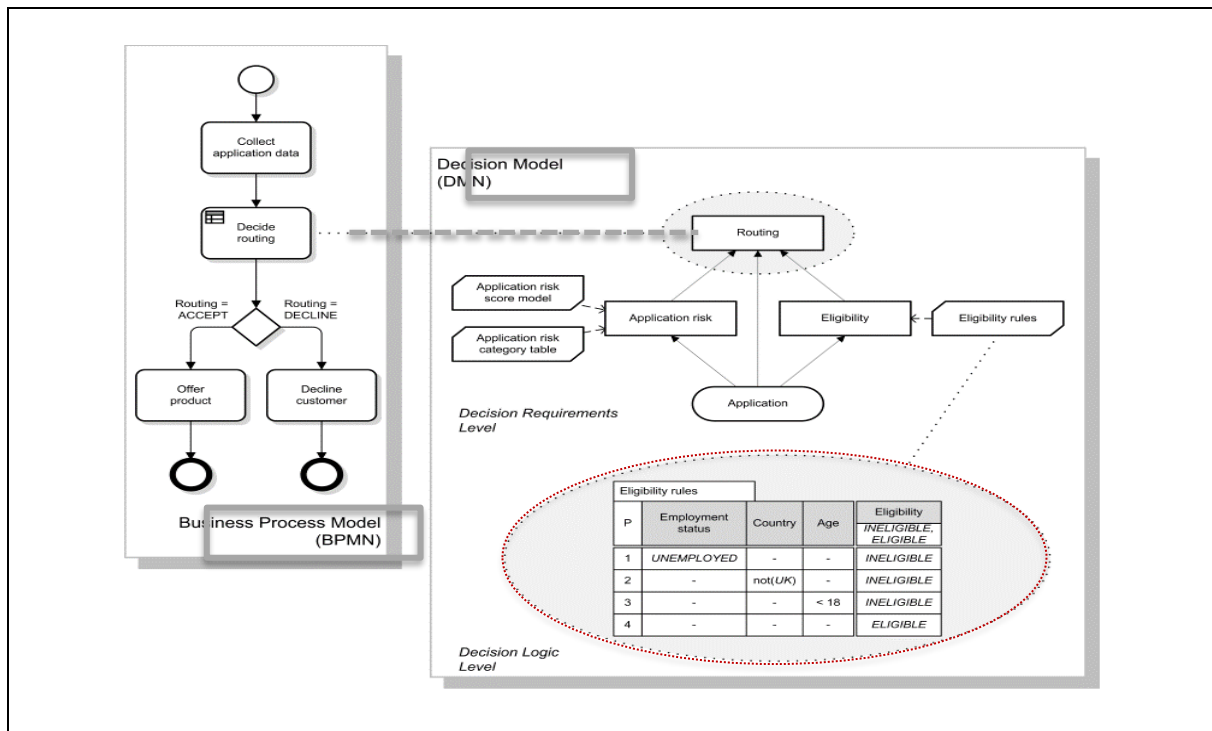 Collect
application data
Decide
routing
Routing =
ACCEPT
Routing =
DECLINE
Offer
product
Decline
customer
Business Process Model
(BPMN)
Decision Model
(DMN)
Routing
Application risk
score model
Application risk
category table
Application risk
Eligibility
Eligibility rules
Application
Decision Requirements
Level
Eligibility rules
P
Employment
status
Country
Age
Eligibility
INELIGIBLE,
ELIGIBLE
1 UNEMPLOYED - - INELIGIBLE
2 - not(UK) - INELIGIBLE
3 - - < 18 INELIGIBLE
4 - - - ELIGIBLE
Decision Logic
Level